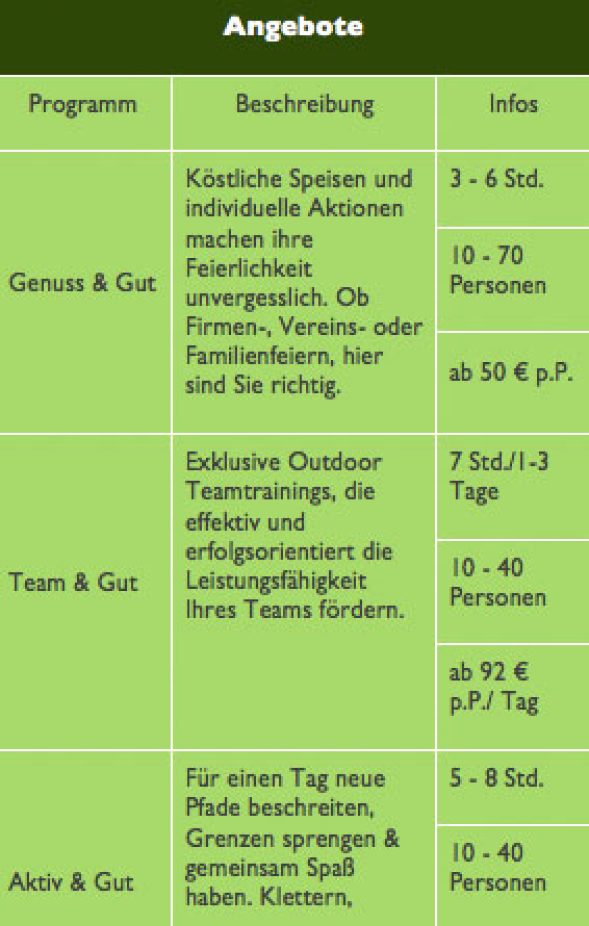 Angebote
Programm
Beschreibung
Infos
Genuss & Gut
Köstliche Speisen und
individuelle Aktionen
machen ihre
Feierlichkeit
unvergesslich. Ob
Firmen-, Vereins- oder
Familienfeiern, hier
sind Sie richtig.
3 - 6 Std.
10 - 70
Personen
ab 50 € p.P.
Team & Gut
Exklusive Outdoor
Teamtrainings, die
effektiv und
erfolgsorientiert die
Leistungsfähigkeit
Ihres Teams fördern.
7 Std./1-3
Tage
10 - 40
Personen
ab 92 €
p.P./ Tag
Aktiv & Gut
Für einen Tag neue
Pfade beschreiten,
Grenzen sprengen &
gemeinsam Spaß
haben. Klettern,
5 - 8 Std.
10 - 40
Personen